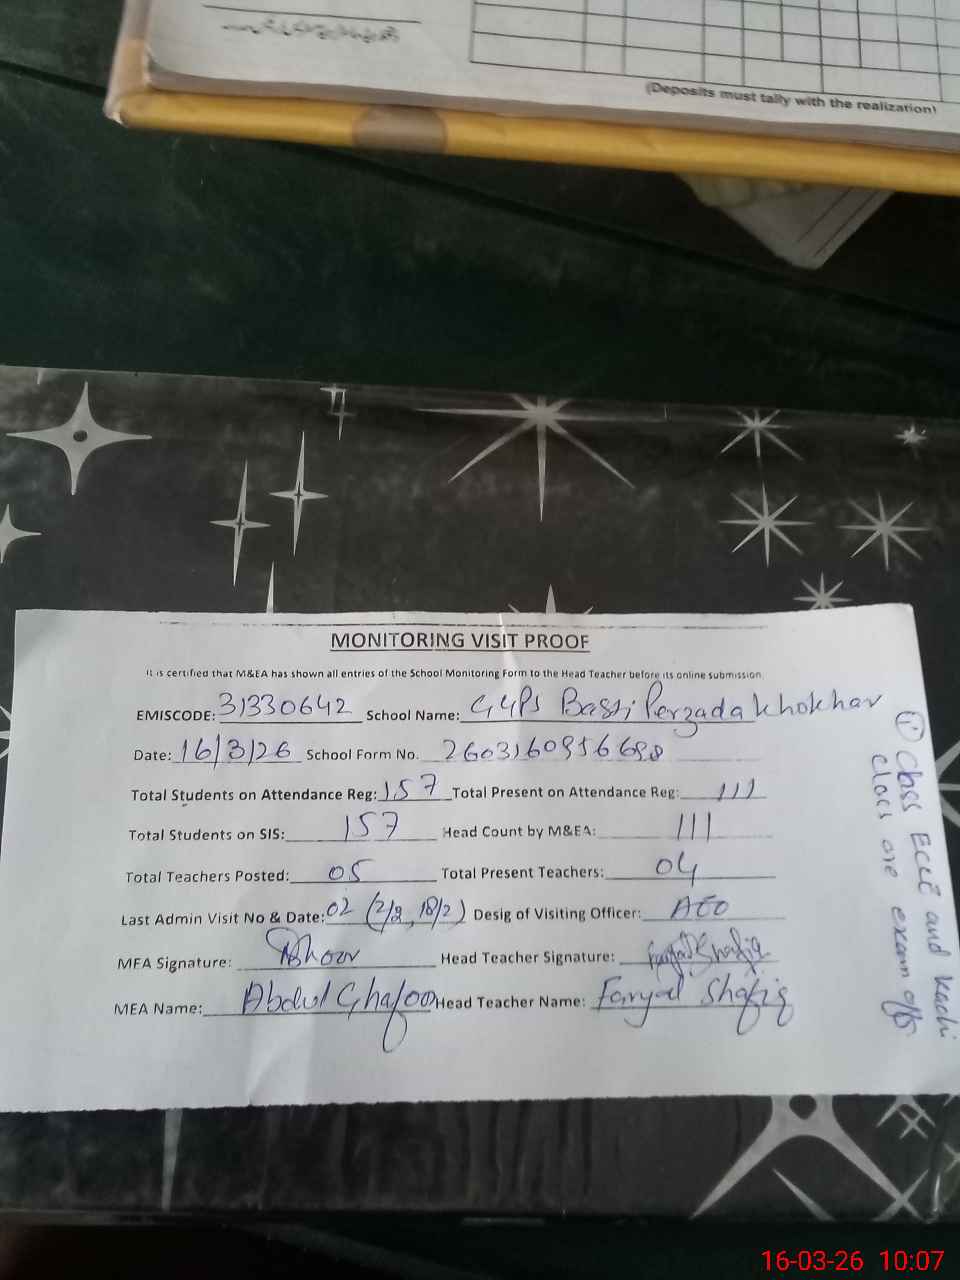 (Deposits must tally with the realization)
MONITORING VISIT PROOF
It is certified that M&EA has shown all entries of the School Monitoring Form to the Head Teacher before its online submission.
EMISCODE: 31330642 School Name: GGPS Basti Perzada Khokhar
Date: 16/3/26 School Form No. 2603160956698
Total Students on Attendance Reg: 157 Total Present on Attendance Reg: 111
Total Students on SIS: 157 Head Count by M&EA: 111
Total Teachers Posted: 05 Total Present Teachers: 04
Last Admin Visit No & Date: 02 (2/2, 18/2) Desig of Visiting Officer: AEO
MEA Signature: Head Teacher Signature:
MEA Name: Abdul Ghafoor Head Teacher Name: Faryal Shafiq
Class ECCE and kachi
class are exam off
16-03-26 10:07